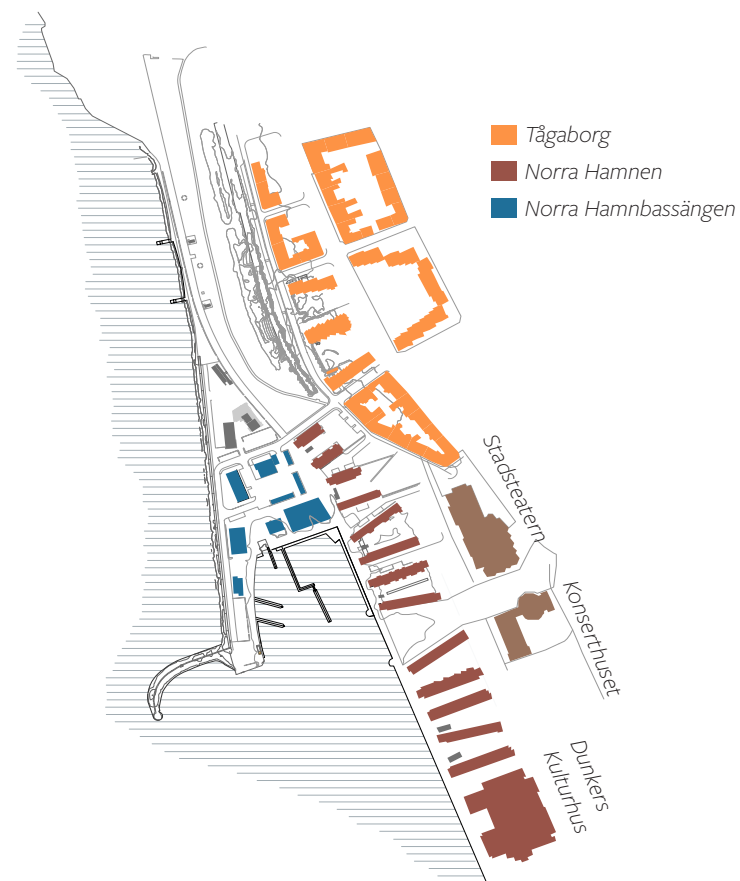 Tågaborg
Norra Hamnen
Norra Hamnbassängen
Stadsteatern
Konserthuset
Dunkers
Kulturhus